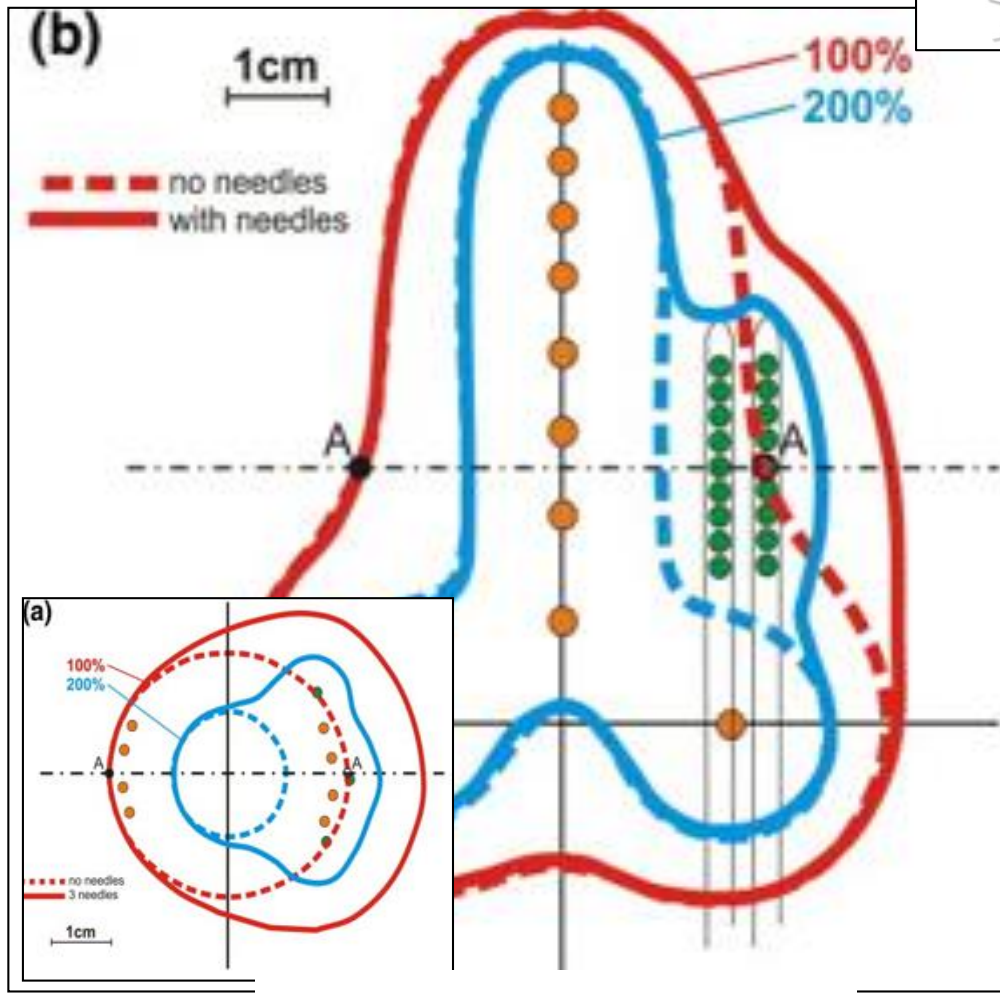 (b)
1cm
100%
200%
no needles
with needles
A
A
(a)
100%
200%
A
A
no needles
3 needles
1cm